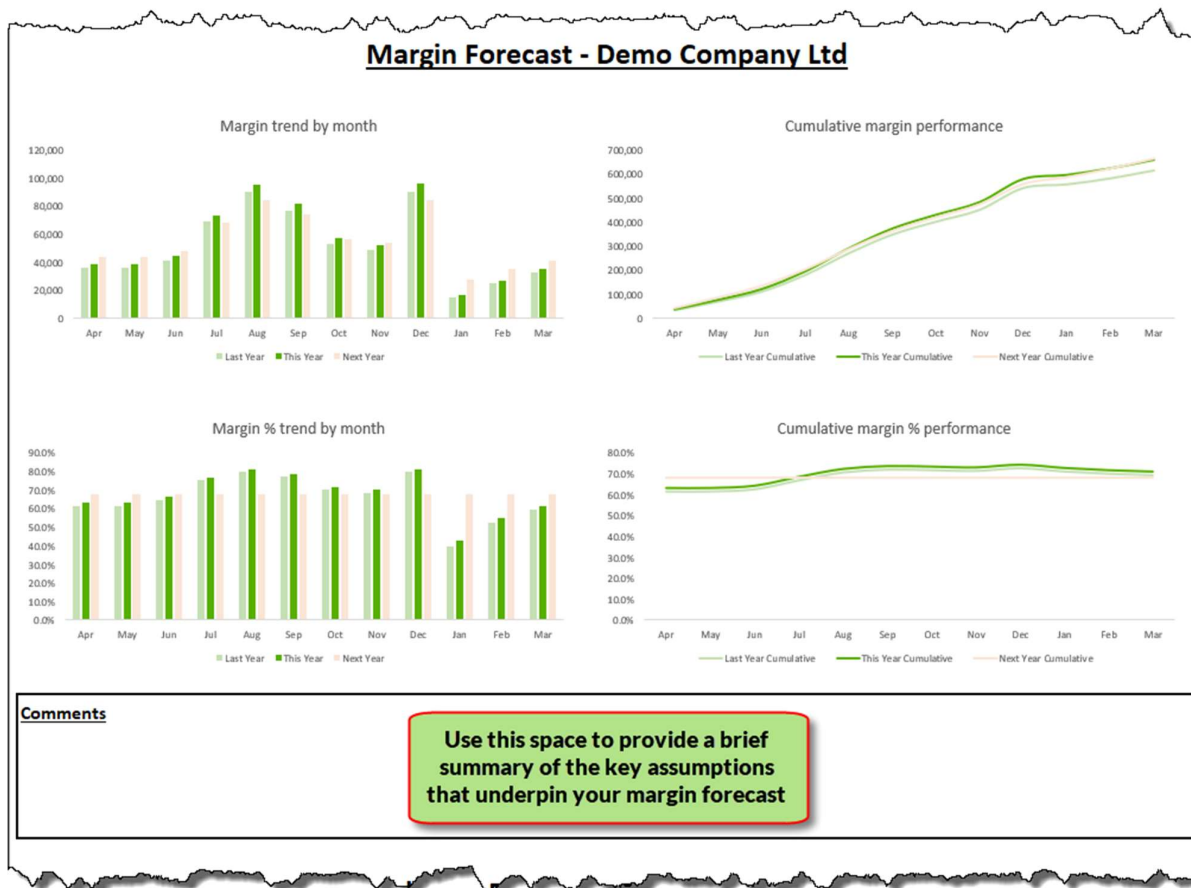 Margin Forecast - Demo Company Ltd
Margin trend by month
120,000
100,000
80,000
60,000
40,000
20,000
0
Apr May Jun Jul Aug Sep Oct Nov Dec Jan Feb Mar
Last Year This Year Next Year
Cumulative margin performance
700,000
600,000
500,000
400,000
300,000
200,000
100,000
0
Apr May Jun Jul Aug Sep Oct Nov Dec Jan Feb Mar
Last Year Cumulative This Year Cumulative Next Year Cumulative
Margin % trend by month
90.0%
80.0%
70.0%
60.0%
50.0%
40.0%
30.0%
20.0%
10.0%
0.0%
Apr May Jun Jul Aug Sep Oct Nov Dec Jan Feb Mar
Last Year This Year Next Year
Cumulative margin % performance
80.0%
70.0%
60.0%
50.0%
40.0%
30.0%
20.0%
10.0%
0.0%
Apr May Jun Jul Aug Sep Oct Nov Dec Jan Feb Mar
Last Year Cumulative This Year Cumulative Next Year Cumulative
Comments
Use this space to provide a brief
summary of the key assumptions
that underpin your margin forecast